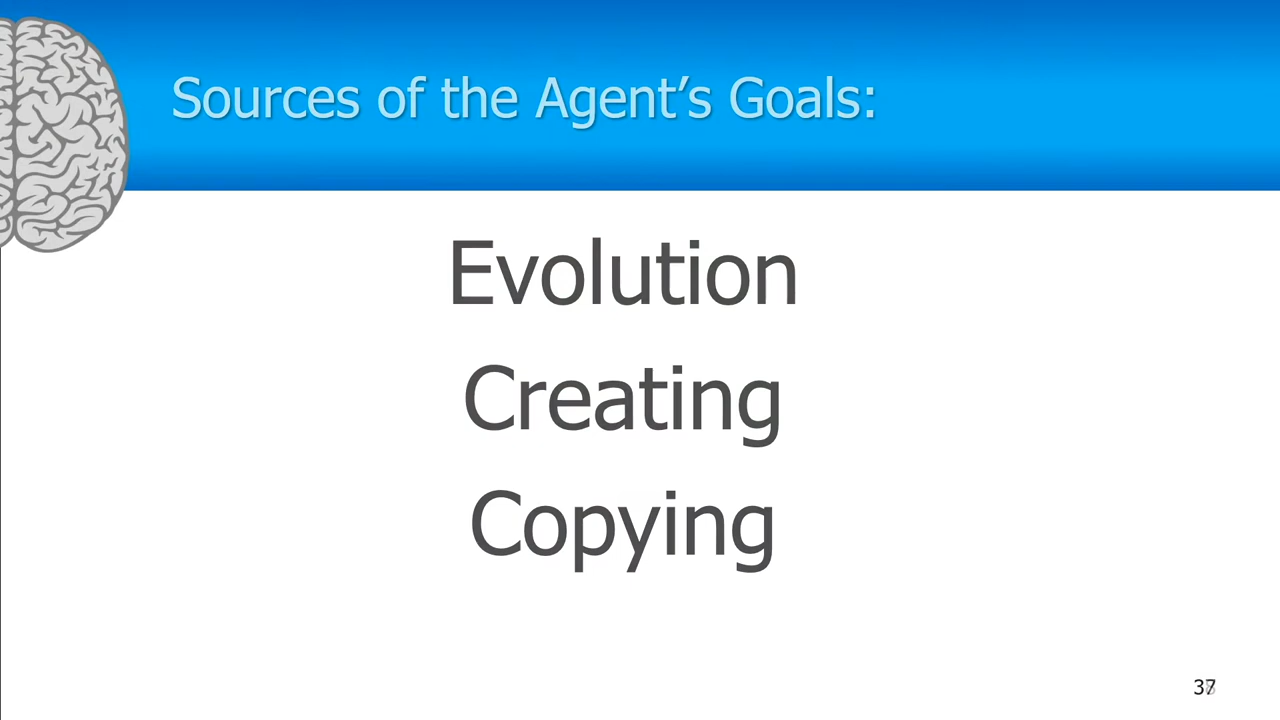 Sources of the Agent’s Goals:
Evolution
Creating
Copying
37